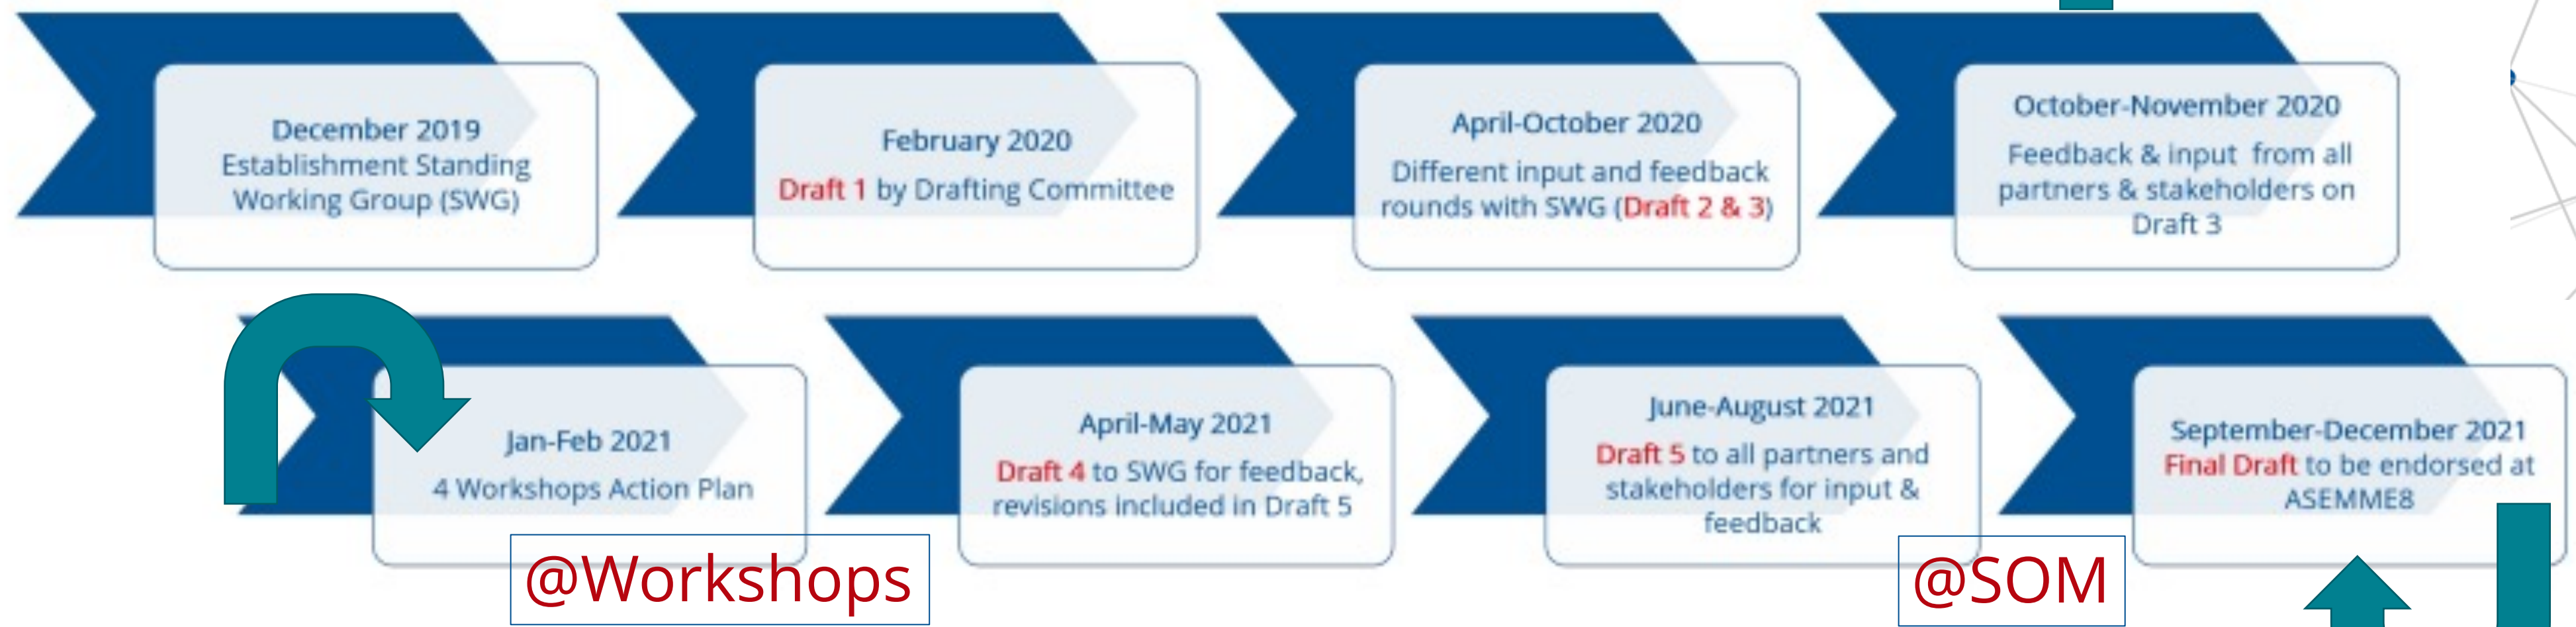 December 2019
Establishment Standing
Working Group (SWG)
February 2020
Draft 1 by Drafting Committee
April-October 2020
Different input and feedback
rounds with SWG (Draft 2 & 3)
October-November 2020
Feedback & input from all
partners & stakeholders on
Draft 3
Jan-Feb 2021
4 Workshops Action Plan
@Workshops
April-May 2021
Draft 4 to SWG for feedback,
revisions included in Draft 5
June-August 2021
Draft 5 to all partners and
stakeholders for input &
feedback
@SOM
September-December 2021
Final Draft to be endorsed at
ASEMME8